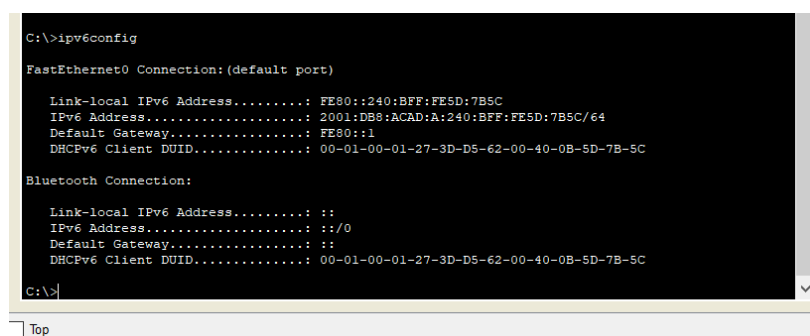 C:\>ipv6config
FastEthernet0 Connection:(default port)
Link-local IPv6 Address.........: FE80::240:BFF:FE5D:7B5C
IPv6 Address....................: 2001:DB8:ACAD:A:240:BFF:FE5D:7B5C/64
Default Gateway.................: FE80::1
DHCPv6 Client DUID..............: 00-01-00-01-27-3D-D5-62-00-40-0B-5D-7B-5C
Bluetooth Connection:
Link-local IPv6 Address.........: ::
IPv6 Address....................: ::/0
Default Gateway.................: ::
DHCPv6 Client DUID..............: 00-01-00-01-27-3D-D5-62-00-40-0B-5D-7B-5C
C:\>
Top